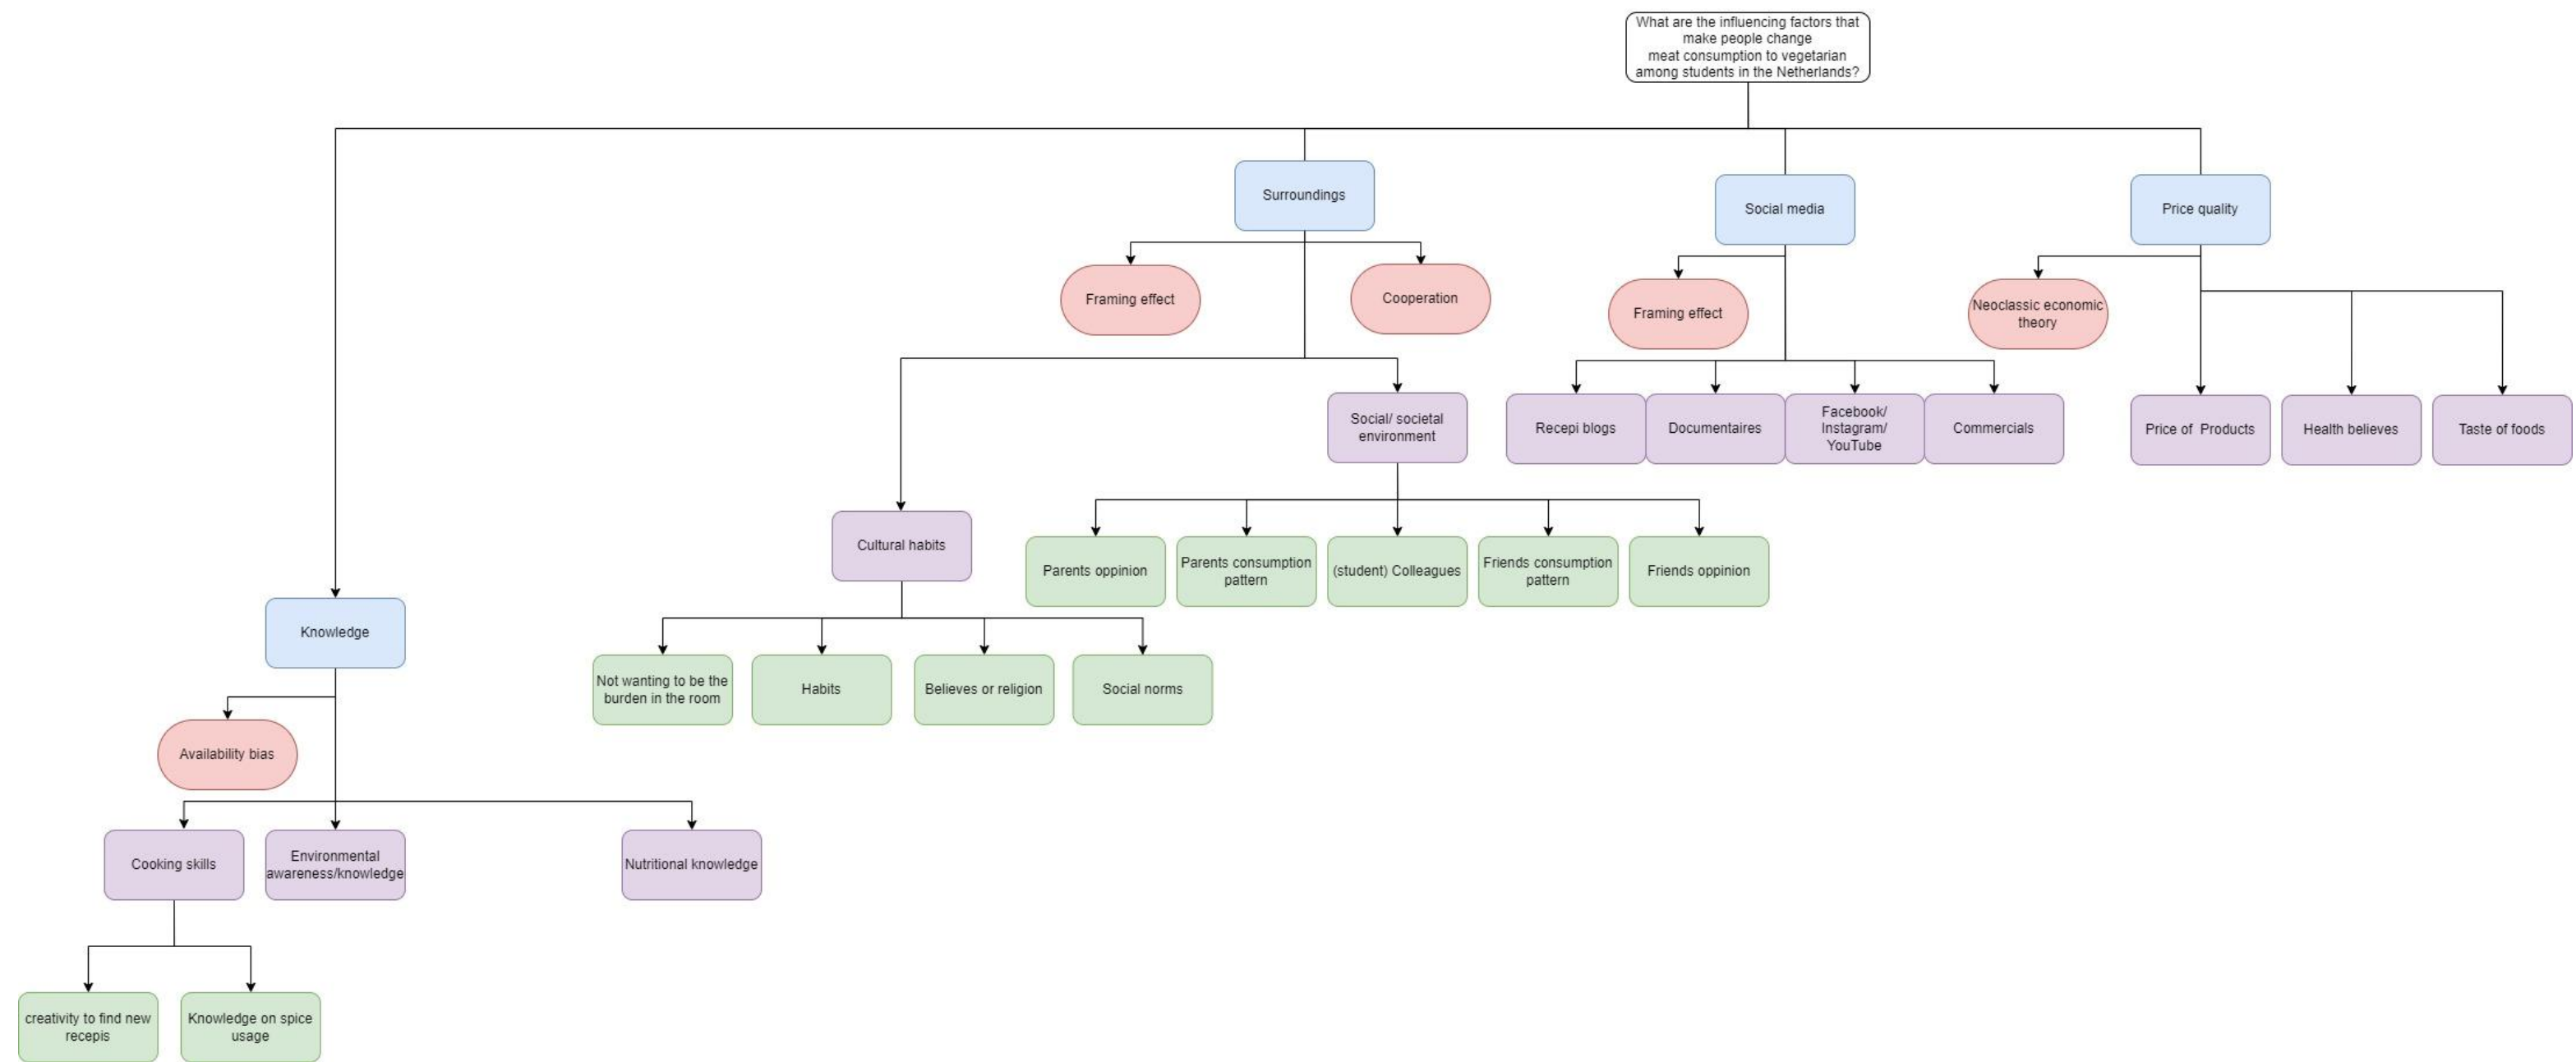 What are the influencing factors that
make people change
meat consumption to vegetarian
among students in the Netherlands?
Surroundings
Social media
Price quality
Framing effect
Cooperation
Framing effect
Neoclassic economic
theory
Social/ societal
environment
Recepi blogs
Documentaires
Facebook/
Instagram/
YouTube
Commercials
Price of  Products
Health believes
Taste of foods
Cultural habits
Parents oppinion
Parents consumption
pattern
(student) Colleagues
Friends consumption
pattern
Friends oppinion
Knowledge
Not wanting to be the
burden in the room
Habits
Believes or religion
Social norms
Availability bias
Cooking skills
Environmental
awareness/knowledge
Nutritional knowledge
creativity to find new
recepis
Knowledge on spice
usage